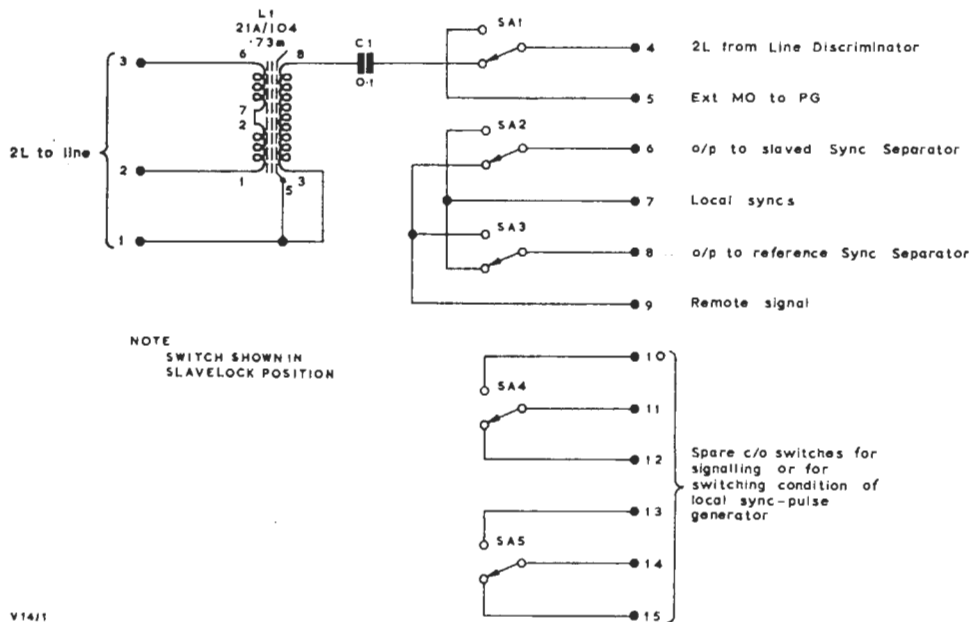 L1
21A/104
.73m
6
8
3
C1
0.1
SA1
4 2L from Line Discriminator
5 Ext MO to PG
7
2
2L to line
2
1
3
5
1
SA2
6 o/p to slaved Sync Separator
7 Local syncs
SA3
8 o/p to reference Sync Separator
9 Remote signal
NOTE
SWITCH SHOWN IN
SLAVELOCK POSITION
10
SA4
11
12
Spare c/o switches for
signalling or for
switching condition of
local sync-pulse
generator
13
SA5
14
15
V14/1